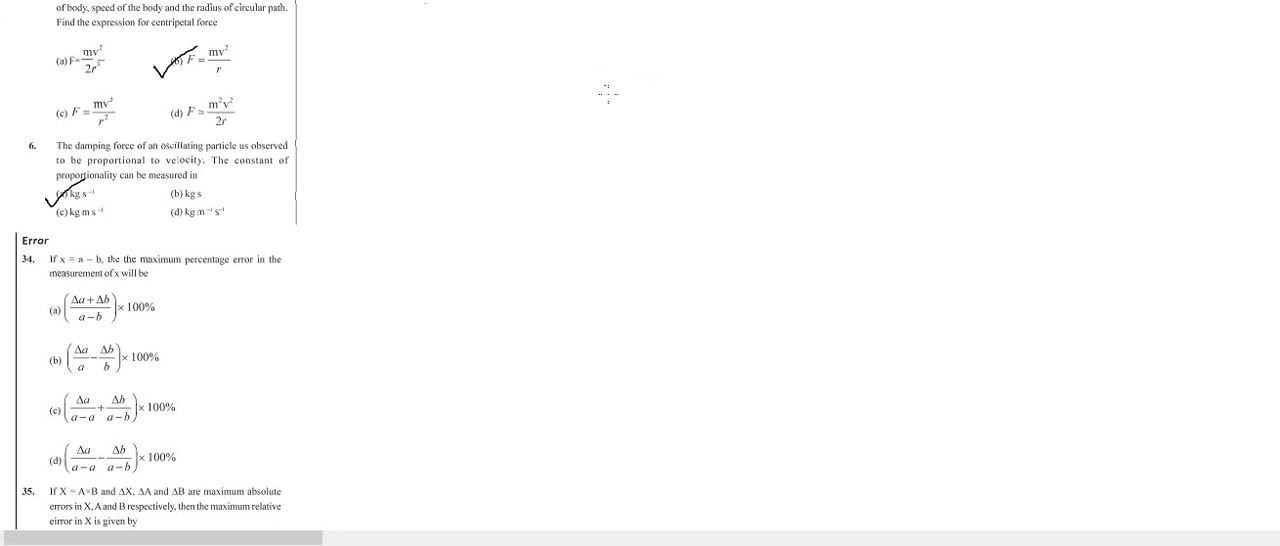 of body, speed of the body and the radius of circular path.
Find the expression for centripetal force
(a) F= mv²/2r³ (b) F = mv²/r
(c) F = mv²/r² (d) F = m²v²/2r
6. The damping force of an oscillating particle us observed
to be proportional to velocity. The constant of
proportionality can be measured in
(a) kg s⁻¹ (b) kg s
(c) kg m s⁻¹ (d) kg m⁻¹ s⁻¹
Error
34. If x = a – b, the the maximum percentage error in the
measurement of x will be
(a) (Δa + Δb / a – b) × 100%
(b) (Δa/a – Δb/b) × 100%
(c) (Δa/a – a + Δb/a – b) × 100%
(d) (Δa/a – a – Δb/a – b) × 100%
35. If X = A×B and ΔX, ΔA and ΔB are maximum absolute
errors in X, A and B respectively, then the maximum relative
eirror in X is given by